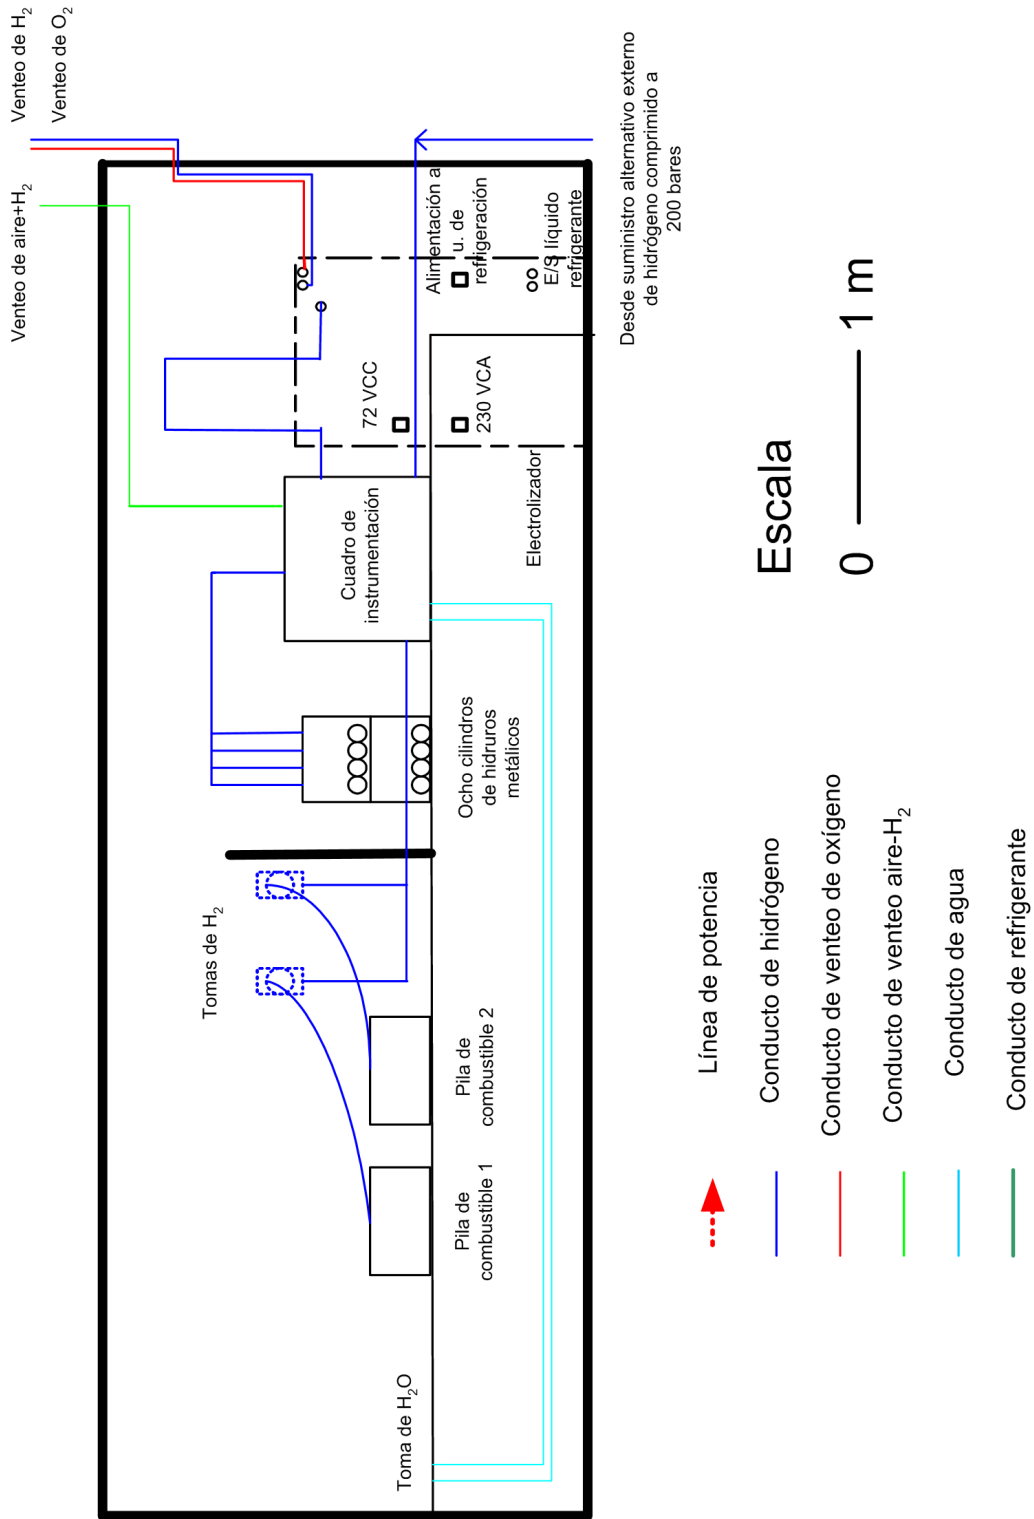 Venteo de H2
Venteo de O2
Venteo de aire+H2
Alimentación a
u. de
refrigeración
E/S líquido
refrigerante
Desde suministro alternativo externo
de hidrógeno comprimido a
200 bares
72 VCC
230 VCA
Electrolizador
Cuadro de
instrumentación
Ocho cilindros
de hidruros
metálicos
Tomas de H2
Pila de
combustible 2
Pila de
combustible 1
Toma de H2O
Escala
0
1 m
Línea de potencia
Conducto de hidrógeno
Conducto de venteo de oxígeno
Conducto de venteo aire-H2
Conducto de agua
Conducto de refrigerante